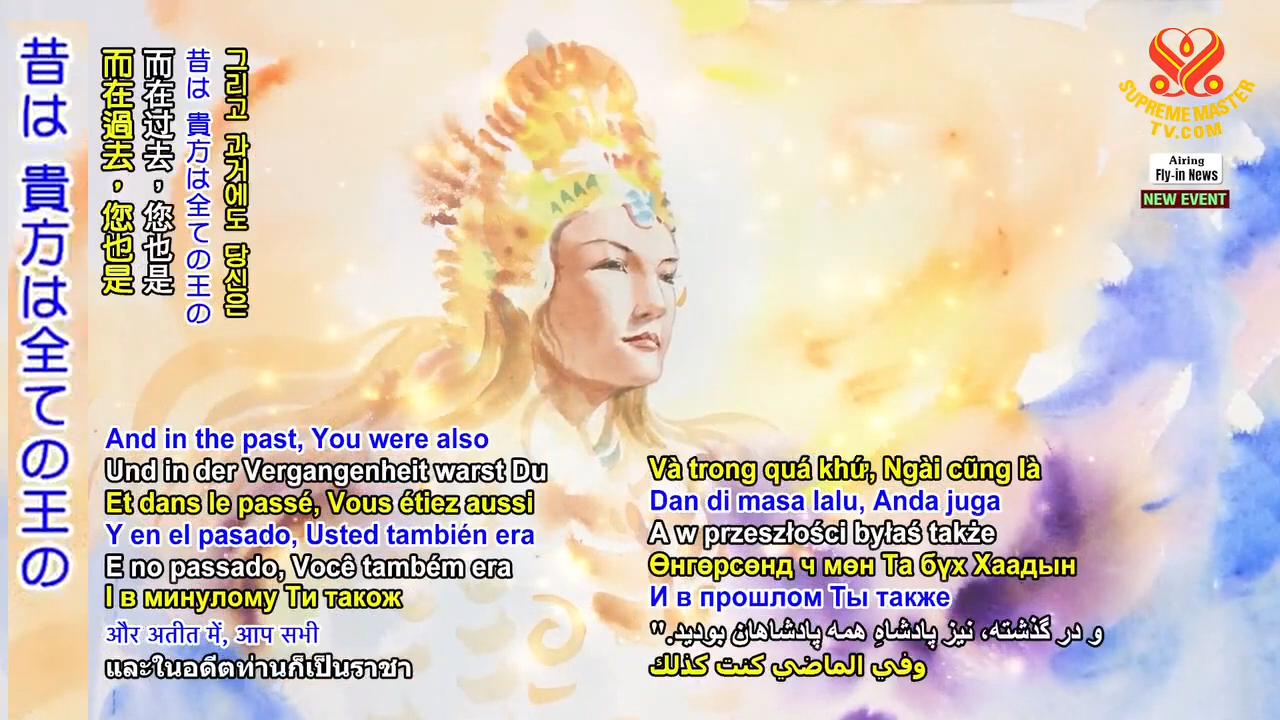 昔は 貴方は全ての王の
而在過去，您也是
而在过去，您也是
昔は 貴方は全ての王の
그리고 과거에도 당신은
SUPREME MASTER
TV.COM
Airing
Fly-in News
NEW EVENT
And in the past, You were also
Und in der Vergangenheit warst Du
Et dans le passé, Vous étiez aussi
Y en el pasado, Usted también era
E no passado, Você também era
І в минулому Ти також
और अतीत में, आप सभी
และในอดีตท่านก็เป็นราชา
Và trong quá khứ, Ngài cũng là
Dan di masa lalu, Anda juga
A w przeszłości byłaś także
Өнгөрсөнд ч мөн Та бүх Хаадын
И в прошлом Ты также
و در گذشته، نیز پادشاهِ همه پادشاهان بودید."
وفي الماضي كنت كذلك